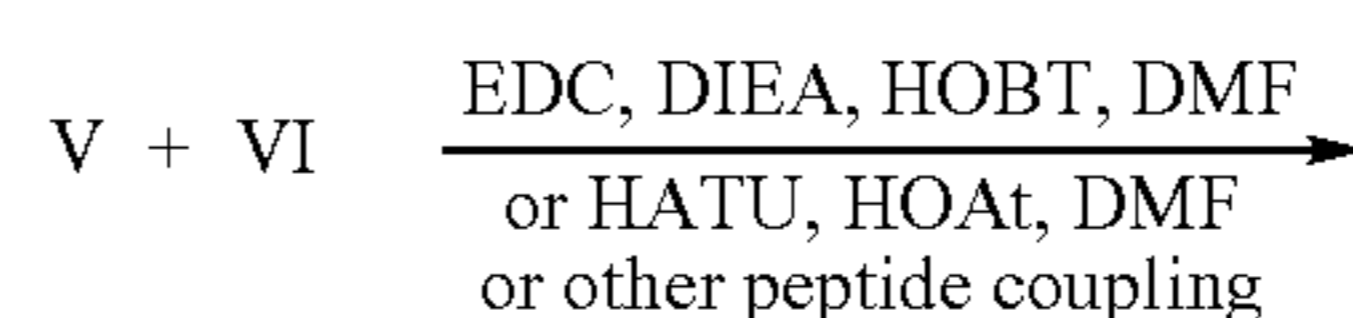 EDC, DIEA, HOBT, DMF
V + VI
or HATU, HOAt, DMF
or other peptide coupling